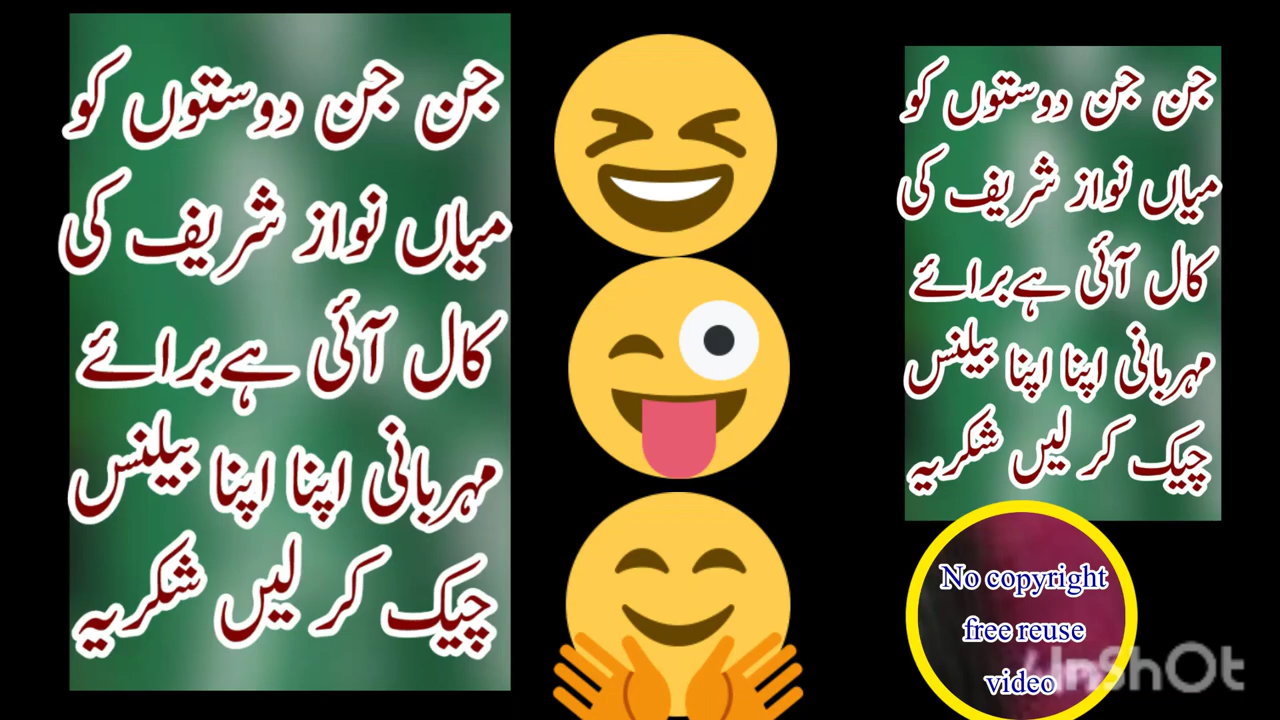 جن جن دوستوں کو
میاں نواز شریف کی
کال آئی ہے برائے
مہربانی اپنا اپنا بیلنس
چیک کر لیں شکریہ
جن جن دوستوں کو
میاں نواز شریف کی
کال آئی ہے برائے
مہربانی اپنا اپنا بیلنس
چیک کر لیں شکریہ
No copyright
free reuse
video
InShOt